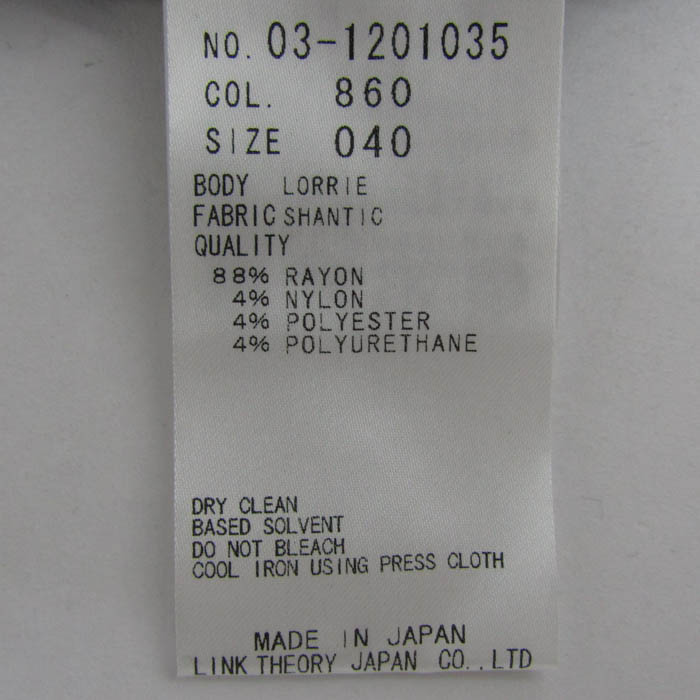 NO. 03-1201035
COL. 860
SIZE 040
BODY LORRIE
FABRIC SHANTIC
QUALITY
88% RAYON
4% NYLON
4% POLYESTER
4% POLYURETHANE
DRY CLEAN
BASED SOLVENT
DO NOT BLEACH
COOL IRON USING PRESS CLOTH
MADE IN JAPAN
LINK THEORY JAPAN CO.,LTD